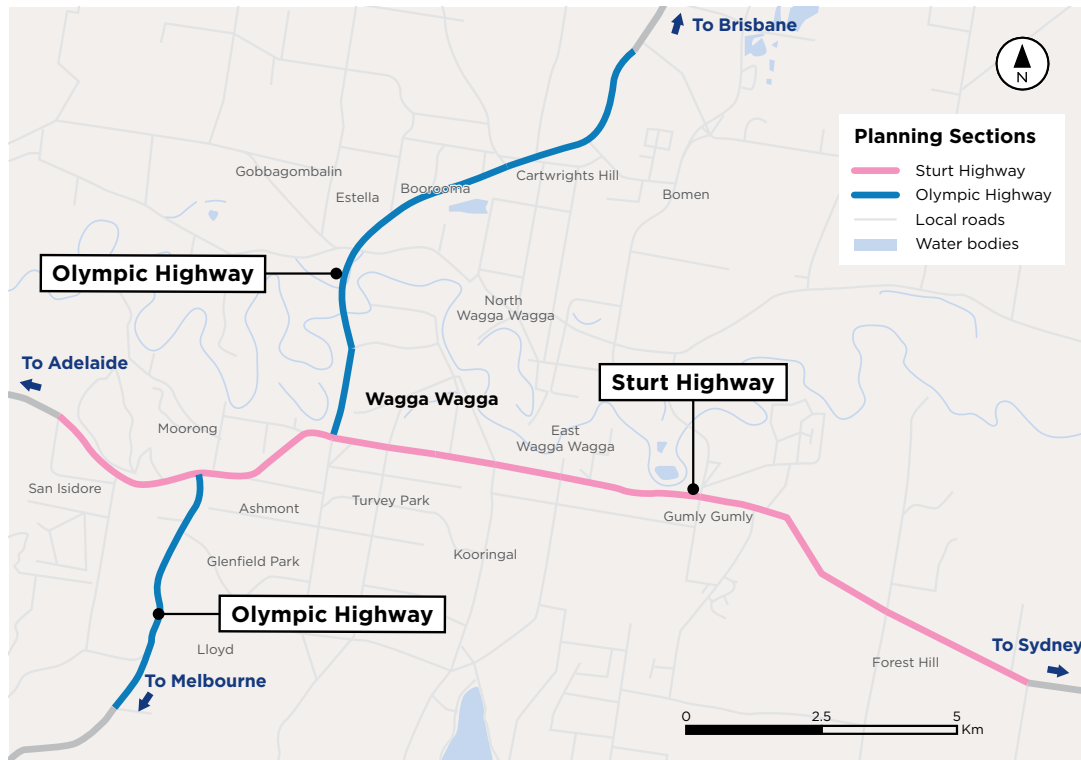 To Brisbane
N
Planning Sections
Sturt Highway
Olympic Highway
Local roads
Water bodies
Gobbagombalin
Estella
Boorooma
Cartwrights Hill
Bomen
Olympic Highway
North
Wagga Wagga
To Adelaide
Sturt Highway
Wagga Wagga
Moorong
East
Wagga Wagga
San Isidore
Ashmont
Turvey Park
Gumly Gumly
Kooringal
Glenfield Park
Olympic Highway
Lloyd
To Sydney
Forest Hill
To Melbourne
0
2.5
5
Km